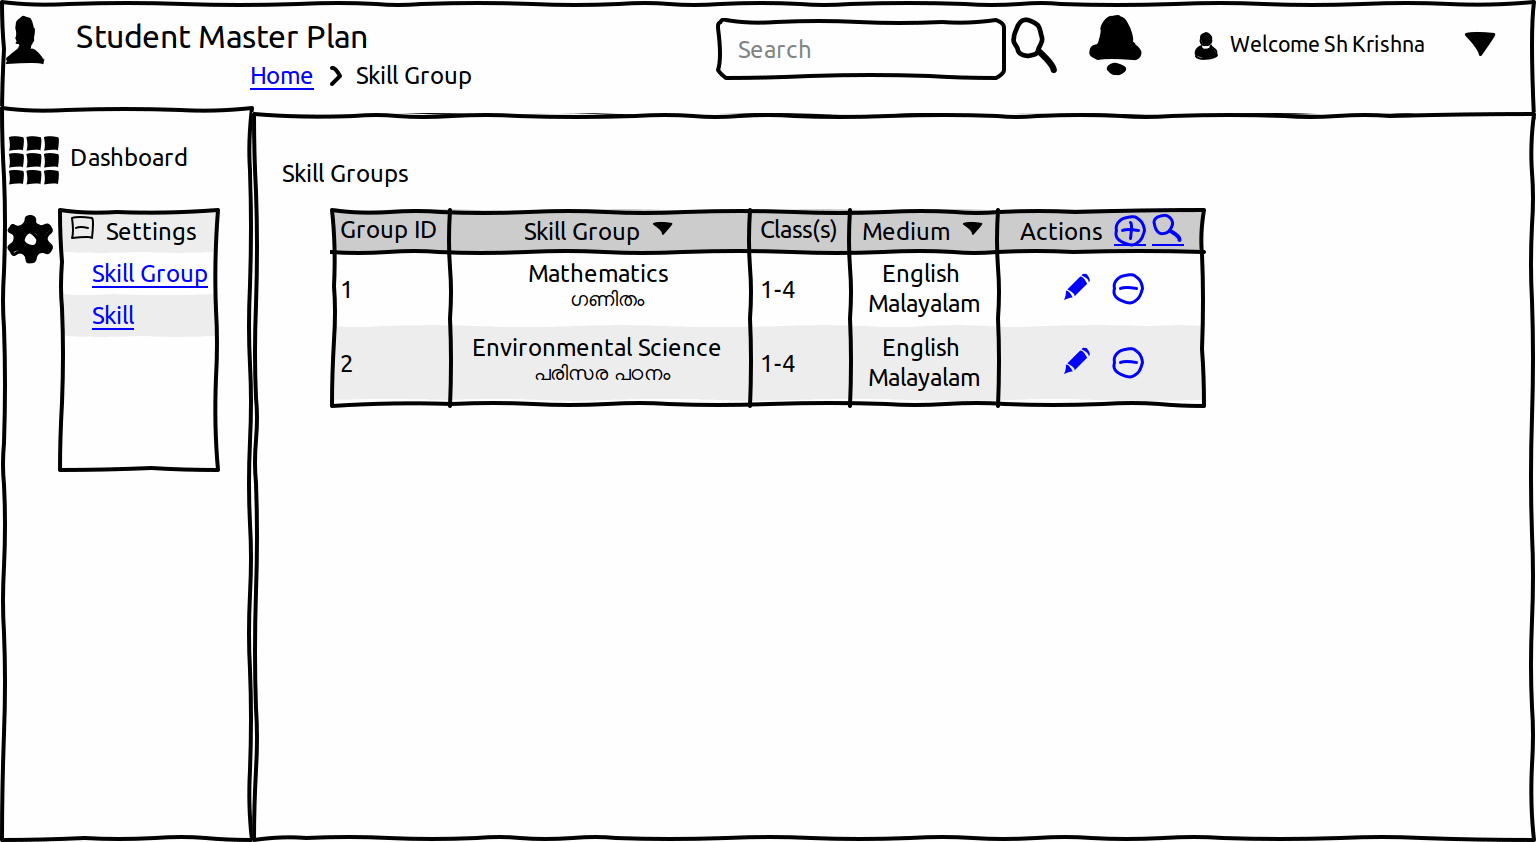 Student Master Plan
Home > Skill Group
Search
Welcome Sh Krishna
Dashboard
Settings
Skill Group
Skill
Skill Groups
Group ID Skill Group Class(s) Medium Actions
1 Mathematics 1-4 English
ഗണിതം Malayalam
2 Environmental Science 1-4 English
പരിസര പഠനം Malayalam